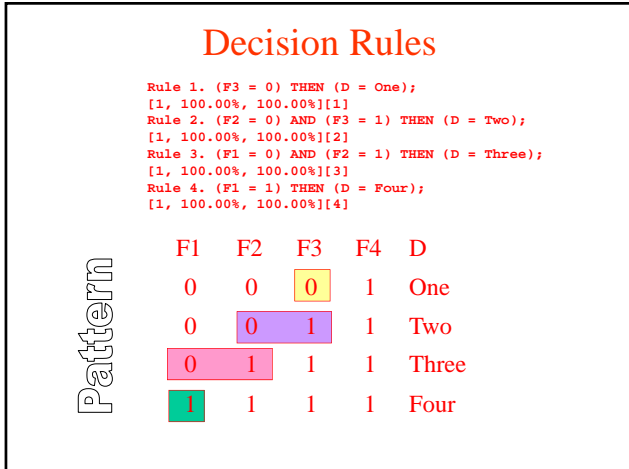 Decision Rules
Rule 1. (F3 = 0) THEN (D = One);
[1, 100.00%, 100.00%][1]
Rule 2. (F2 = 0) AND (F3 = 1) THEN (D = Two);
[1, 100.00%, 100.00%][2]
Rule 3. (F1 = 0) AND (F2 = 1) THEN (D = Three);
[1, 100.00%, 100.00%][3]
Rule 4. (F1 = 1) THEN (D = Four);
[1, 100.00%, 100.00%][4]
Pattern
F1 F2 F3 F4 D
0 0 0 1 One
0 0 1 1 Two
0 1 1 1 Three
1 1 1 1 Four